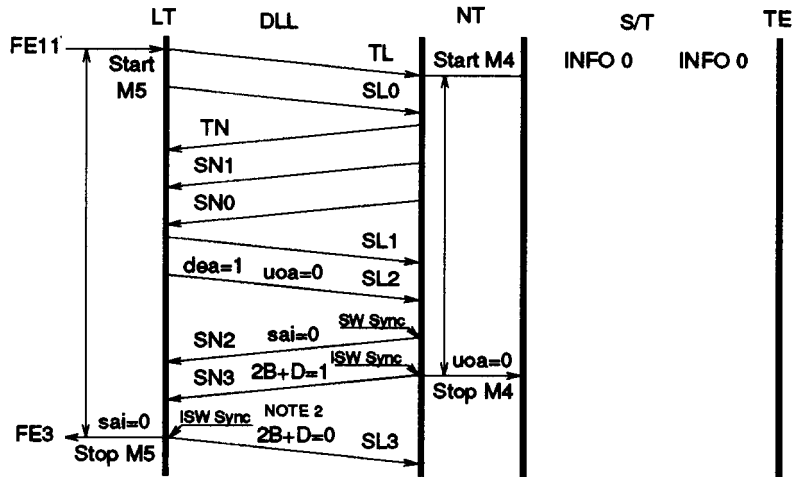 LT DLL NT S/T TE
FE11 TL
Start M5 Start M4 INFO 0 INFO 0
SL0
TN
SN1
SN0
SL1
dea=1 uoa=0 SL2
SW Sync
SN2 sai=0
ISW Sync uoa=0
SN3 2B+D=1
Stop M4
sai=0 ISW Sync NOTE 2
FE3 2B+D=0 SL3
Stop M5